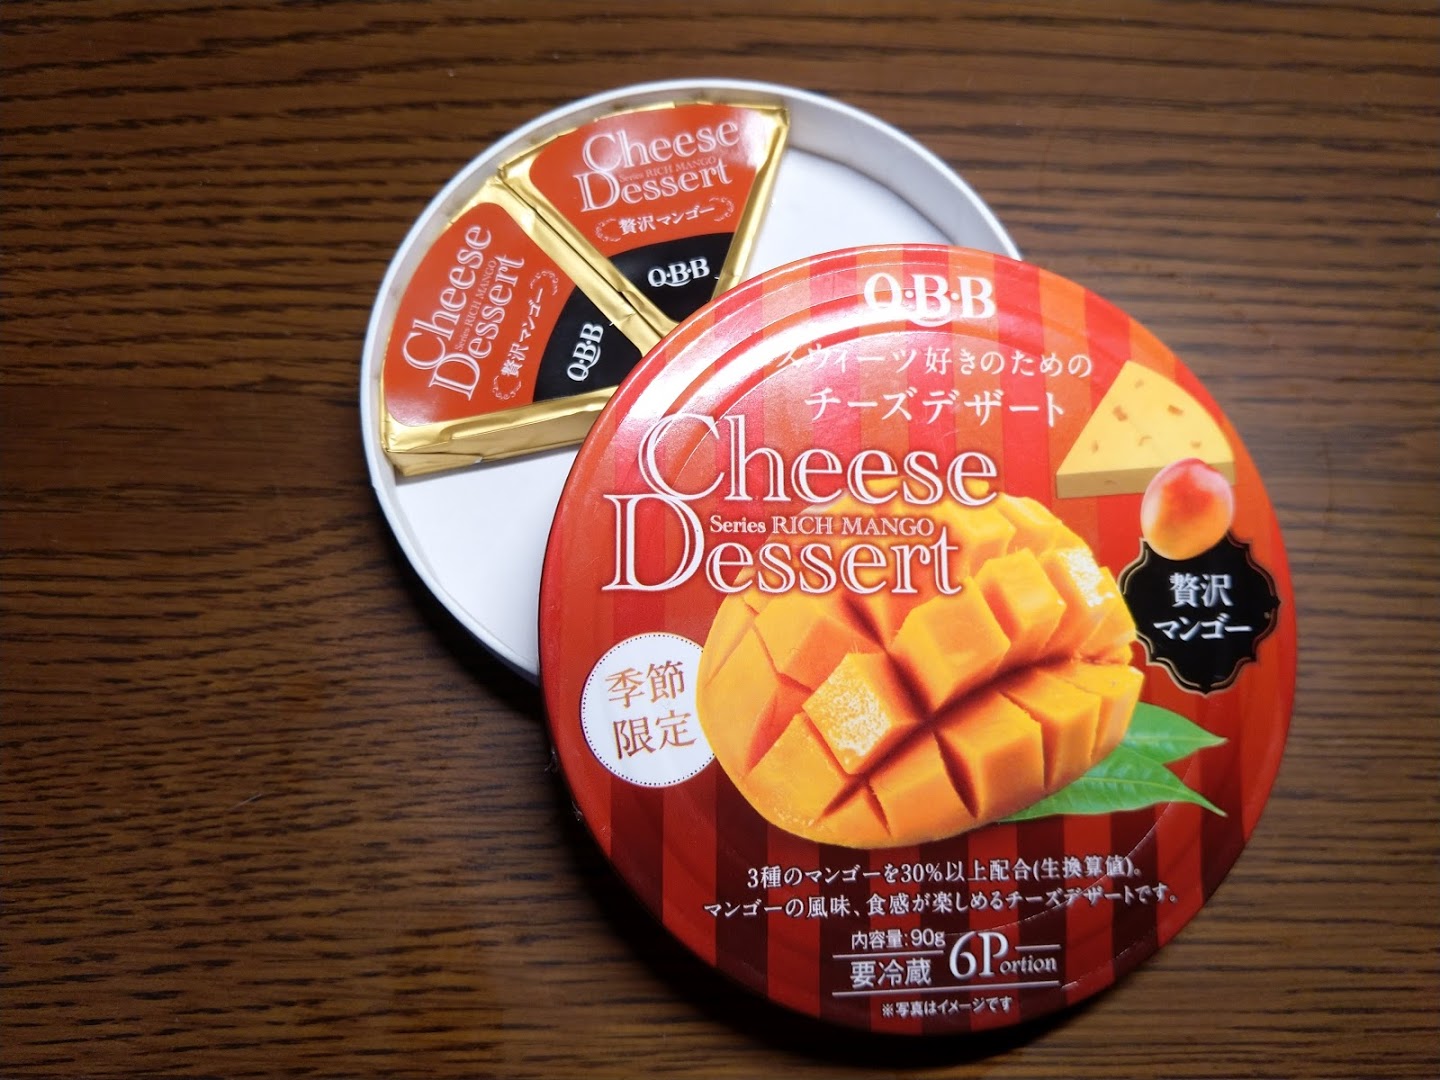 Cheese
Series RICH MANGO
Dessert
贅沢マンゴー
Q·B·B
Cheese
Series RICH MANGO
Dessert
贅沢マンゴー
Q·B·B
Q·B·B
スウィーツ好きのための
チーズデザート
Cheese
Series RICH MANGO
Dessert
贅沢
マンゴー
季節
限定
3種のマンゴーを30%以上配合(生換算値)。
マンゴーの風味、食感が楽しめるチーズデザートです。
内容量:90g
要冷蔵
6Portion
※写真はイメージです